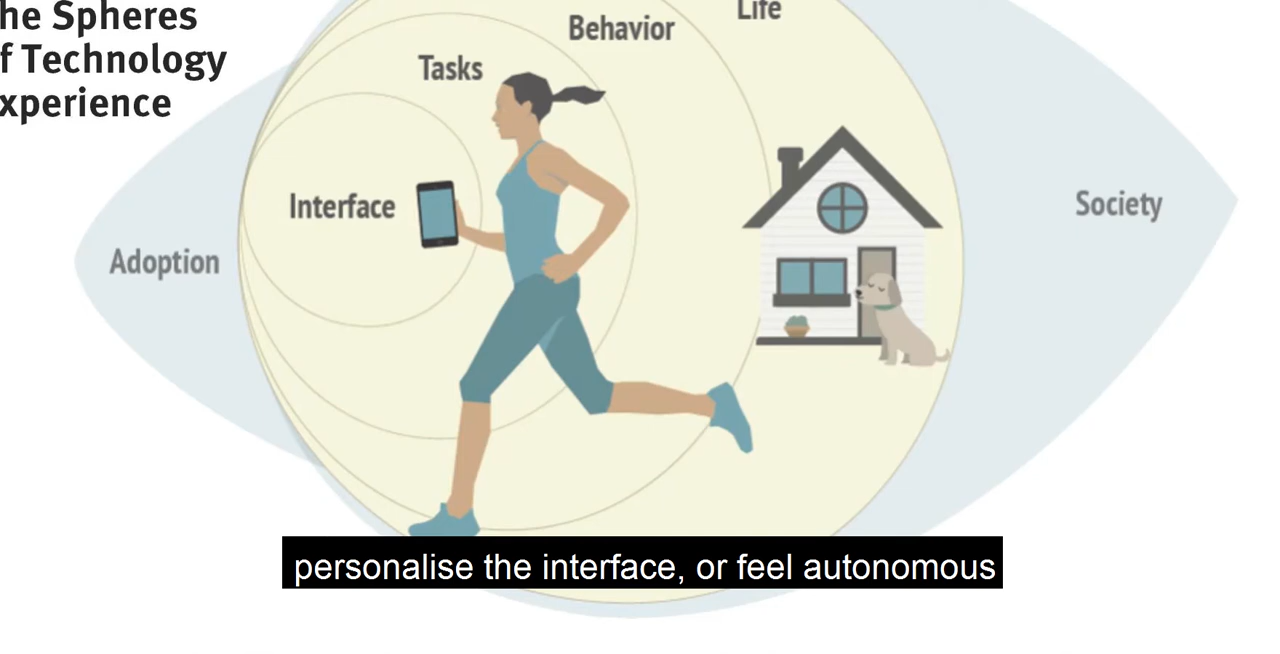 he Spheres
f Technology
xperience
Life
Behavior
Tasks
Interface
Adoption
Society
personalise the interface, or feel autonomous